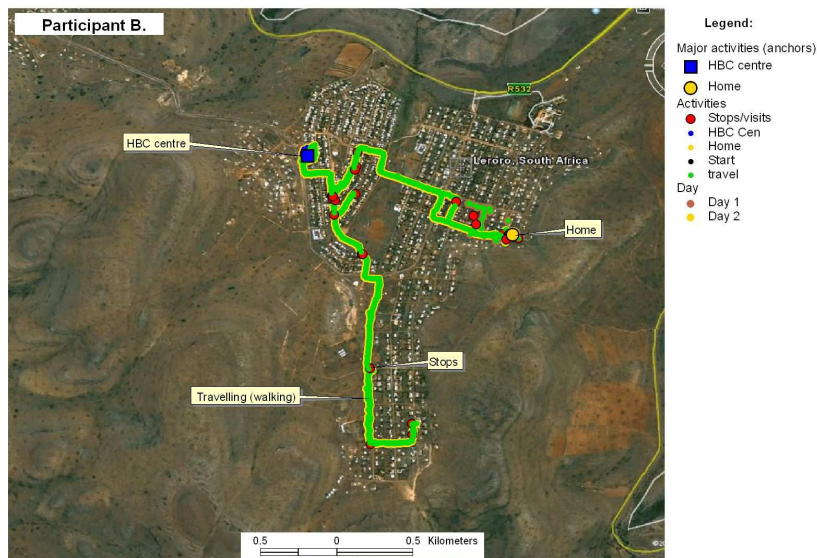 Participant B.
R532
HBC centre
Leroro, South Africa
Home
Stops
Travelling (walking)
0.5 0 0.5 Kilometers
Legend:
Major activities (anchors)
HBC centre
Home
Activities
Stops/visits
HBC Cen
Home
Start
travel
Day
Day 1
Day 2